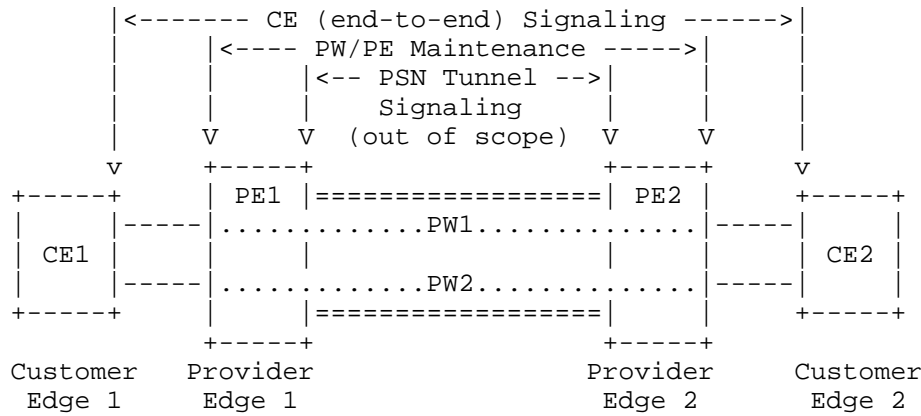 |<------- CE (end-to-end) Signaling ------>|
|     |<---- PW/PE Maintenance ----->|     |
|     |     |<-- PSN Tunnel -->|     |     |
|     |     |    Signaling     |     |     |
|     V     V  (out of scope)  V     V     |
v     +-----+                  +-----+     v
+-----+     | PE1 |==================| PE2 |     +-----+
|     |-----|.............PW1..............|-----|     |
| CE1 |     |     |                  |     |     | CE2 |
|     |-----|.............PW2..............|-----|     |
+-----+     |     |==================|     |     +-----+
+-----+                  +-----+
Customer Provider Provider Customer
Edge 1 Edge 1 Edge 2 Edge 2